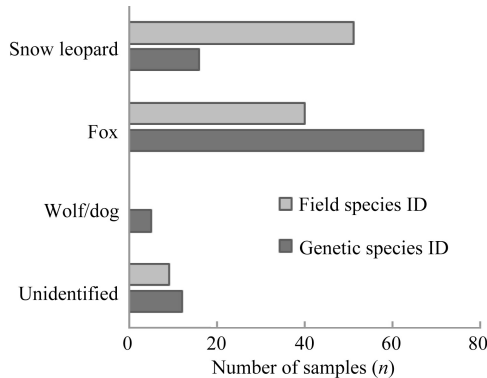 Snow leopard
Fox
Wolf/dog
Unidentified
Field species ID
Genetic species ID
0 20 40 60 80
Number of samples (n)